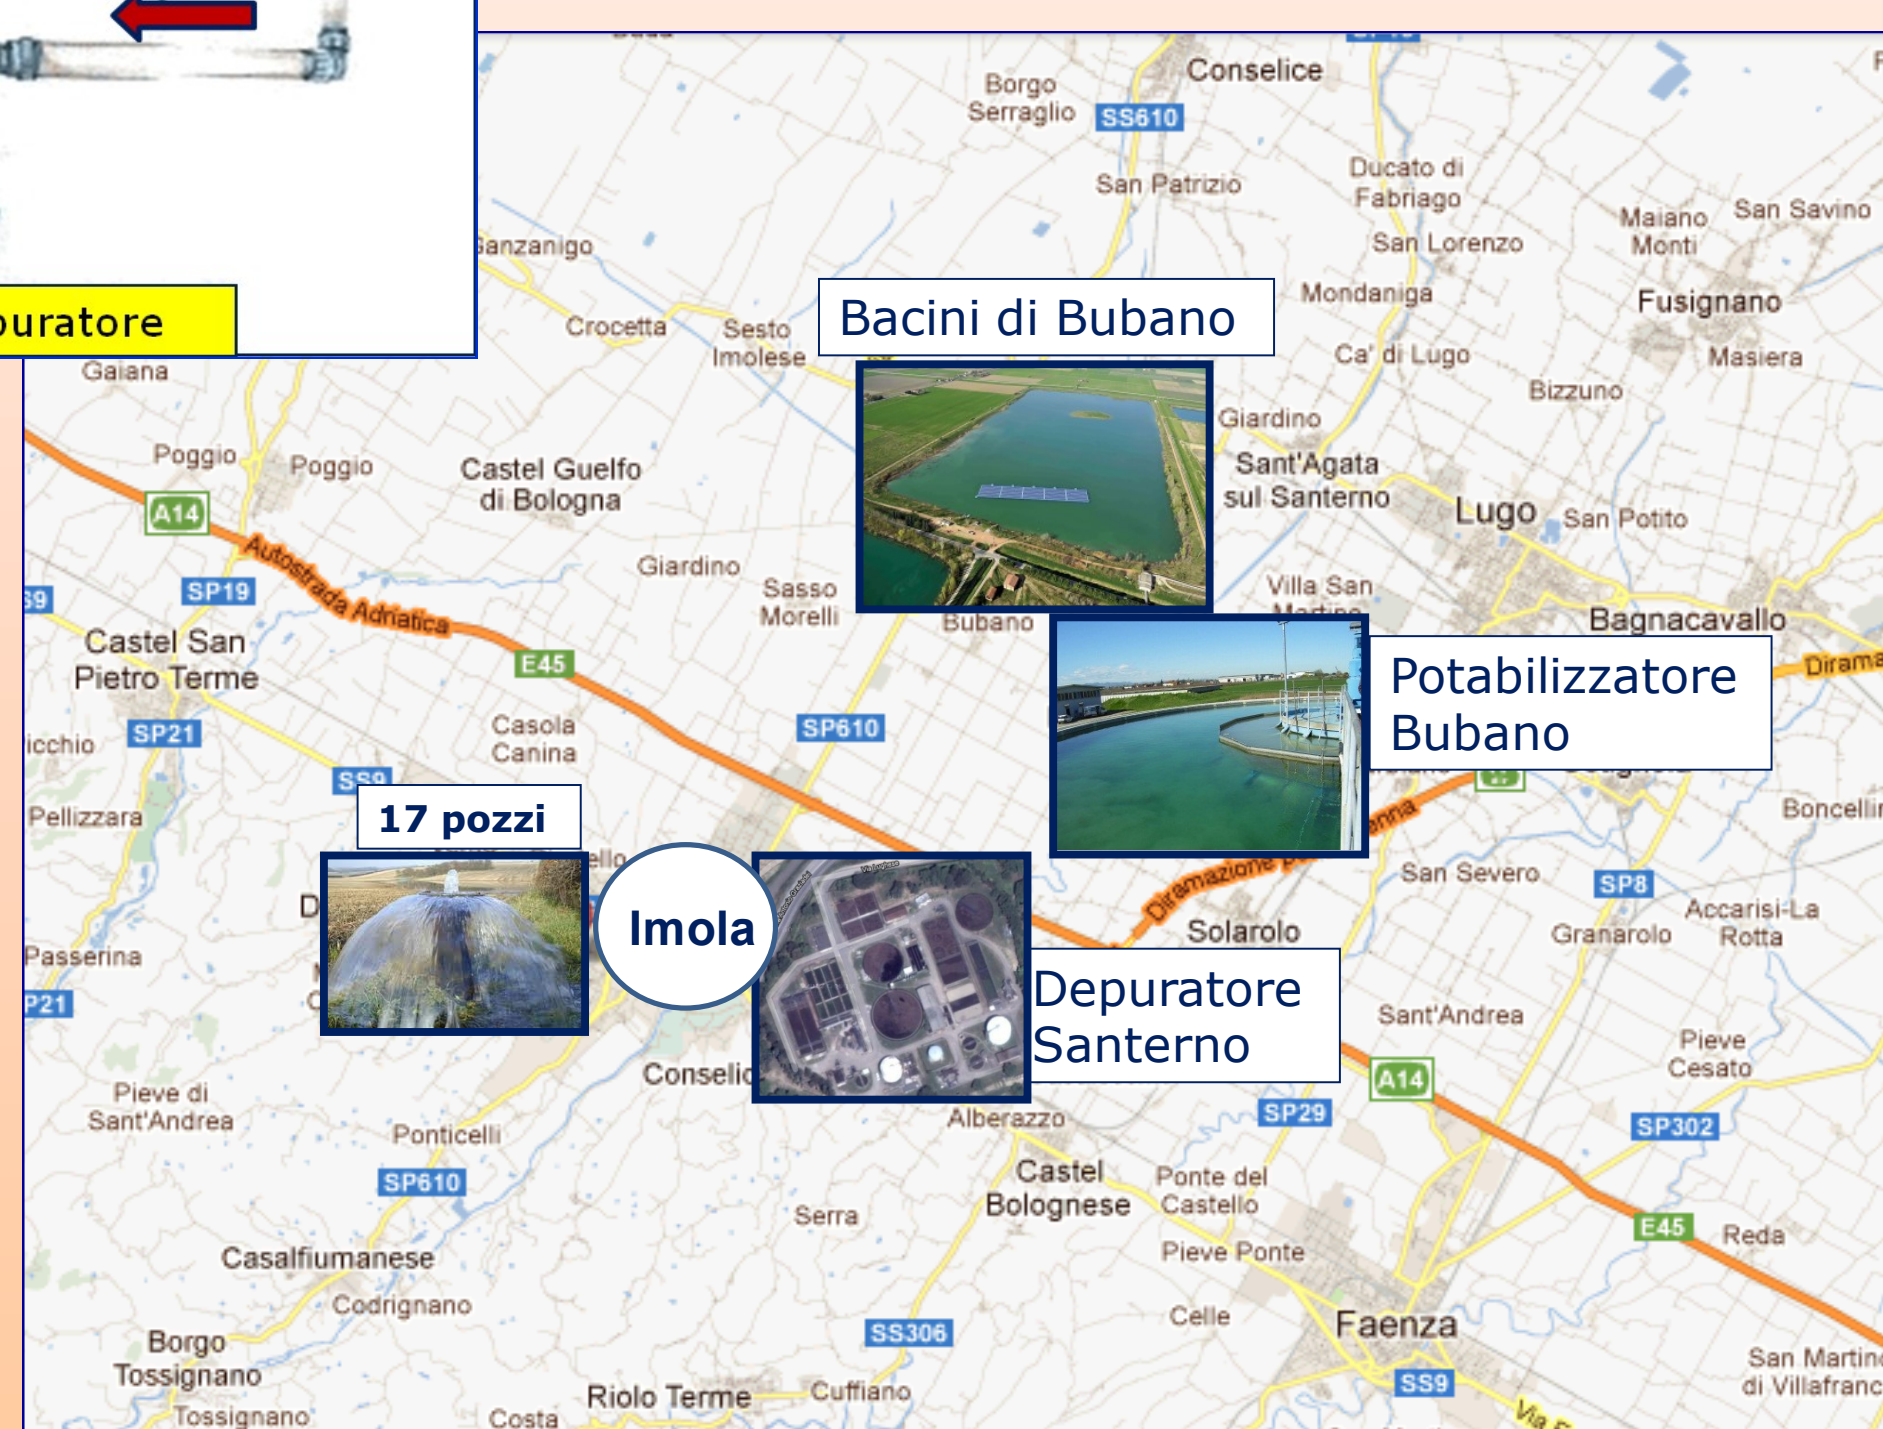 Conselice
Borgo
Serraglio
SS610
San Patrizio
Ducato di
Fabriago
San Savino
Maiano
Monti
San Lorenzo
Mondaniga
Fusignano
Bacini di Bubano
Crocetta
Sesto
Imolese
Ca' di Lugo
Masiera
Bizzuno
Gaiana
Giardino
Poggio
Poggio
Castel Guelfo
di Bologna
Sant'Agata
sul Santerno
Lugo
San Potito
A14
Autostrada Adriatica
Giardino
Sasso
Morelli
Villa San
SP19
Bubano
Bagnacavallo
Castel San
Pietro Terme
E45
Potabilizzatore
Bubano
SP21
Casola
Canina
SP610
SS9
Pellizzara
17 pozzi
Boncellin
San Severo
SP8
Diramazione
Accarisi-La
Rotta
Imola
Solarolo
Granarolo
Passerina
Depuratore
Santerno
Sant'Andrea
Pieve
Cesato
A14
Pieve di
Sant'Andrea
Alberazzo
SP29
SP302
Ponticelli
Castel
Bolognese
Ponte del
Castello
SP610
Serra
E45
Reda
Casalfiumanese
Pieve Ponte
Codrignano
Celle
Faenza
SS306
Borgo
Tossignano
San Martino
Riolo Terme
Cuffiano
SS9
Tossignano
Costa
Via